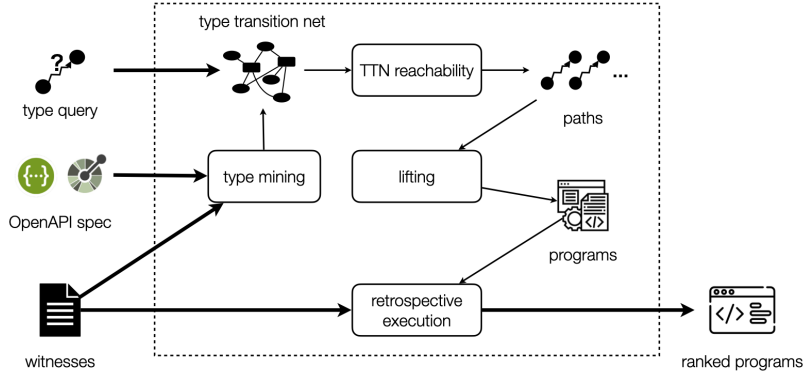 type transition net
?
TTN reachability
...
type query
paths
{...}
type mining
lifting
OpenAPI spec
</>
programs
retrospective
execution
</>
witnesses
ranked programs